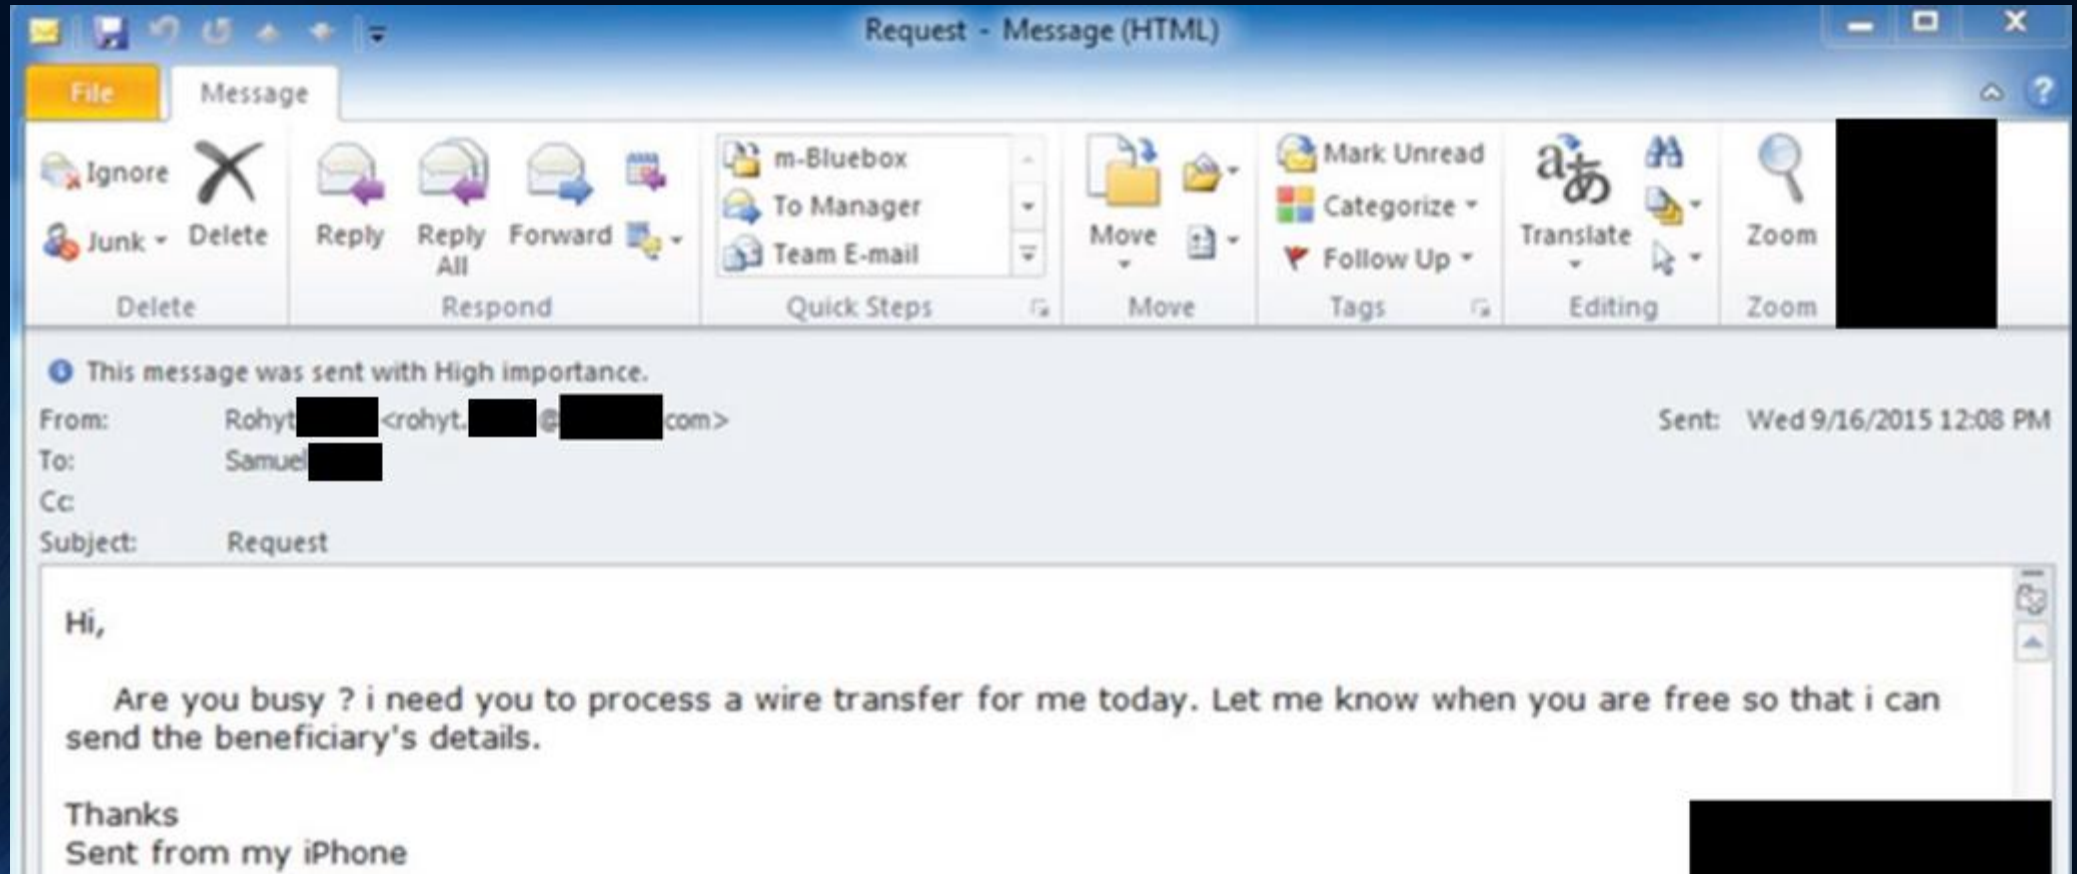 Request - Message (HTML)
File Message
Ignore
Junk
Delete
Reply
Reply All
Forward
m-Bluebox
To Manager
Team E-mail
Move
Mark Unread
Categorize
Follow Up
Translate
Zoom
Delete Respond Quick Steps Move Tags Editing Zoom
This message was sent with High importance.
From: Rohyt <rohyt. @ com> Sent: Wed 9/16/2015 12:08 PM
To: Samuel
Cc:
Subject: Request
Hi,
Are you busy ? i need you to process a wire transfer for me today. Let me know when you are free so that i can
send the beneficiary's details.
Thanks
Sent from my iPhone